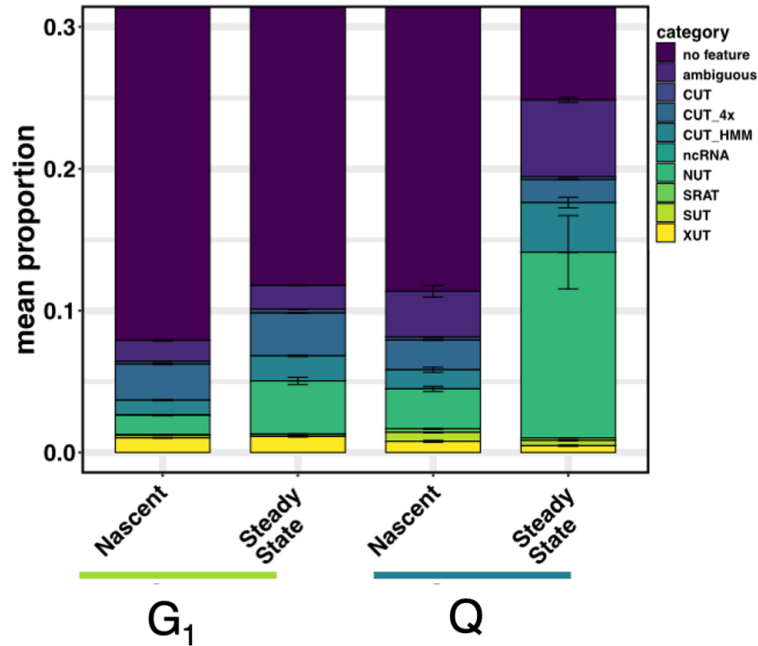 mean proportion
0.3
0.2
0.1
0.0
category
no feature
ambiguous
CUT
CUT_4x
CUT_HMM
ncRNA
NUT
SRAT
SUT
XUT
Nascent
Steady
State
Nascent
Steady
State
G₁
Q